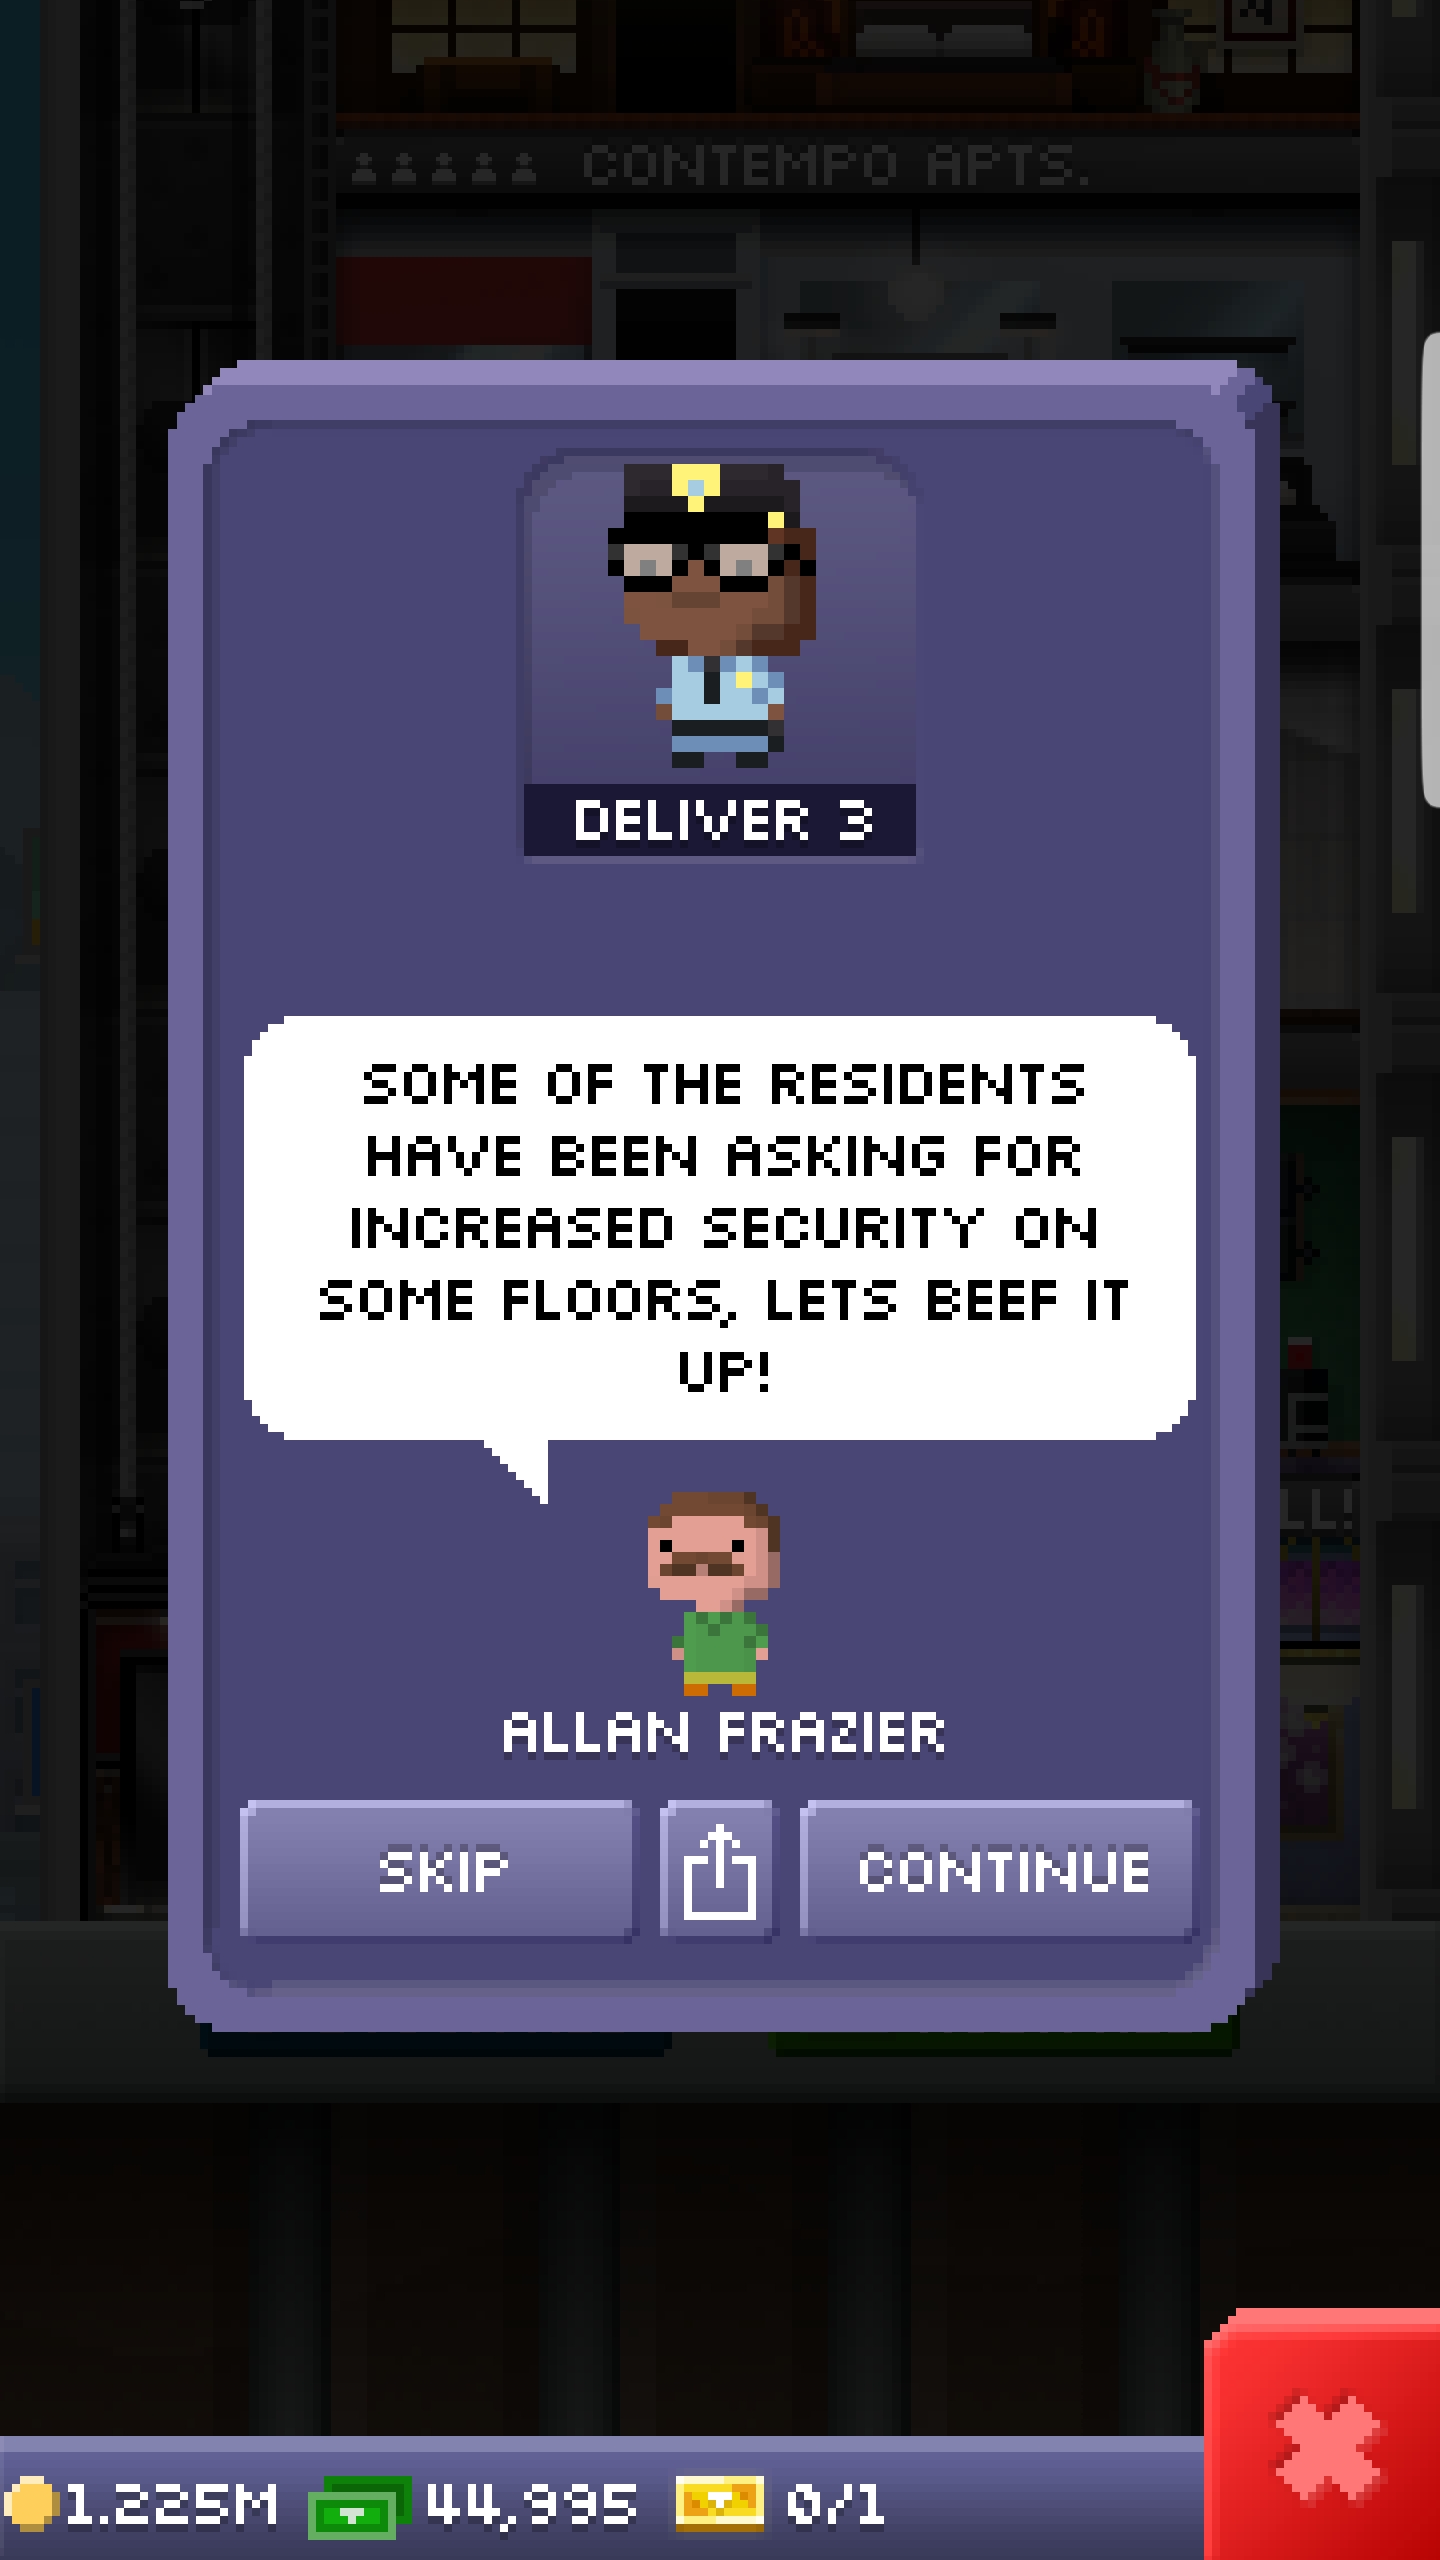 CONTEMPO APTS.
DELIVER 3
SOME OF THE RESIDENTS
HAVE BEEN ASKING FOR
INCREASED SECURITY ON
SOME FLOORS, LETS BEEF IT
UP!
LL!
ALLAN FRAZIER
SKIP
CONTINUE
1.225M
44,995
0/1